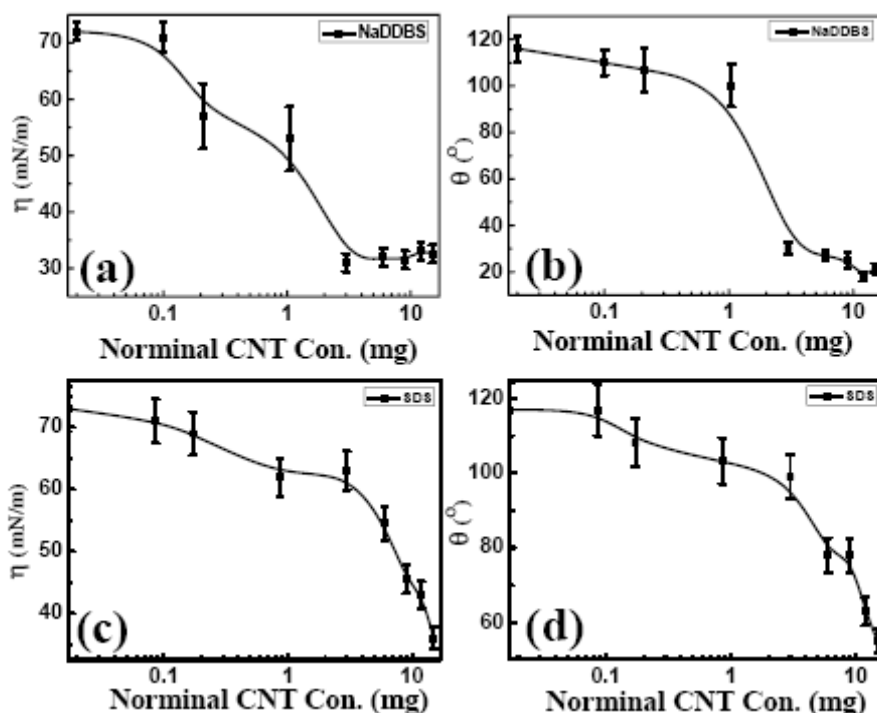 NaDDBS
70
60
50
40
30
η (mN/m)
(a)
0.1 1 10
Norminal CNT Con. (mg)
NaDDBS
120
100
80
60
40
20
θ (°)
(b)
0.1 1 10
Norminal CNT Con. (mg)
SDS
70
60
50
40
η (mN/m)
(c)
0.1 1 10
Norminal CNT Con. (mg)
SDS
120
100
80
60
θ (°)
(d)
0.1 1 10
Norminal CNT Con. (mg)